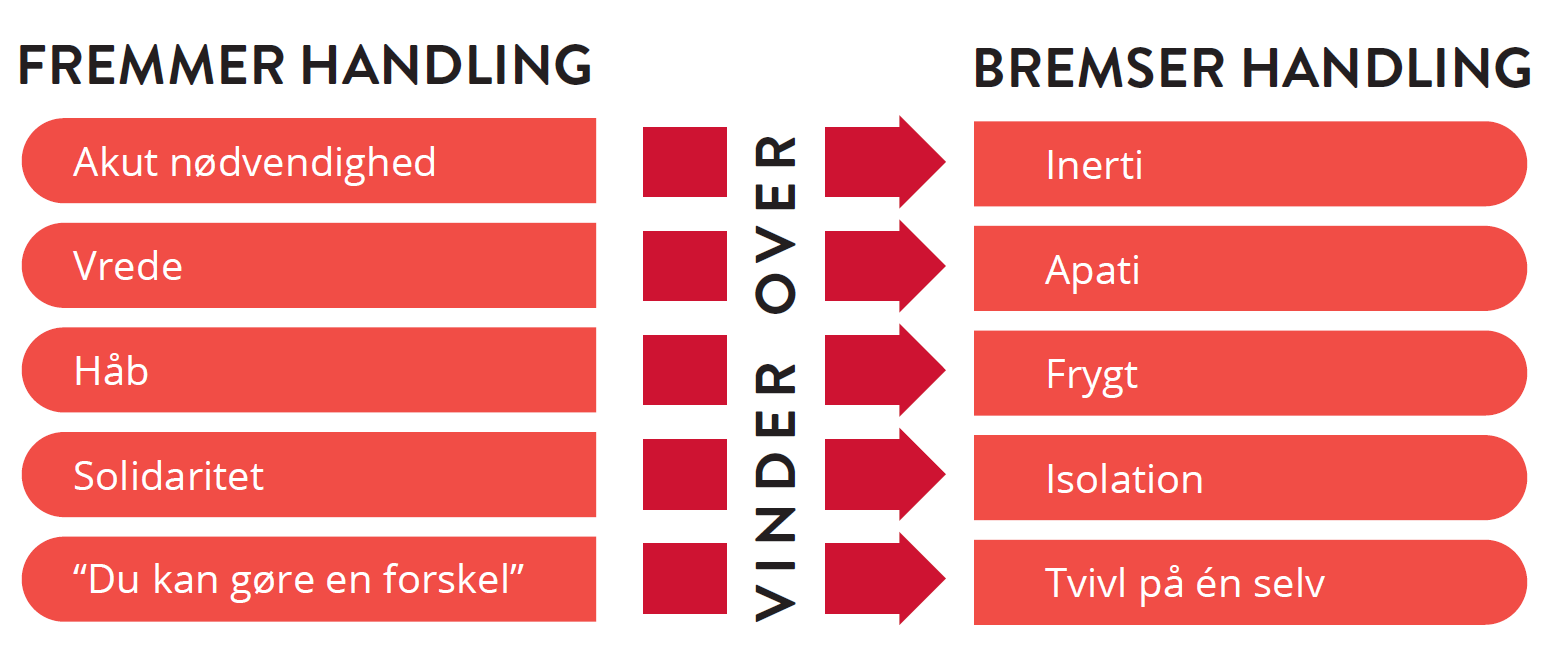 FREMMER HANDLING
Akut nødvendighed
Vrede
Håb
Solidaritet
“Du kan gøre en forskel”
VINDER OVER
BREMSER HANDLING
Inerti
Apati
Frygt
Isolation
Tvivl på én selv